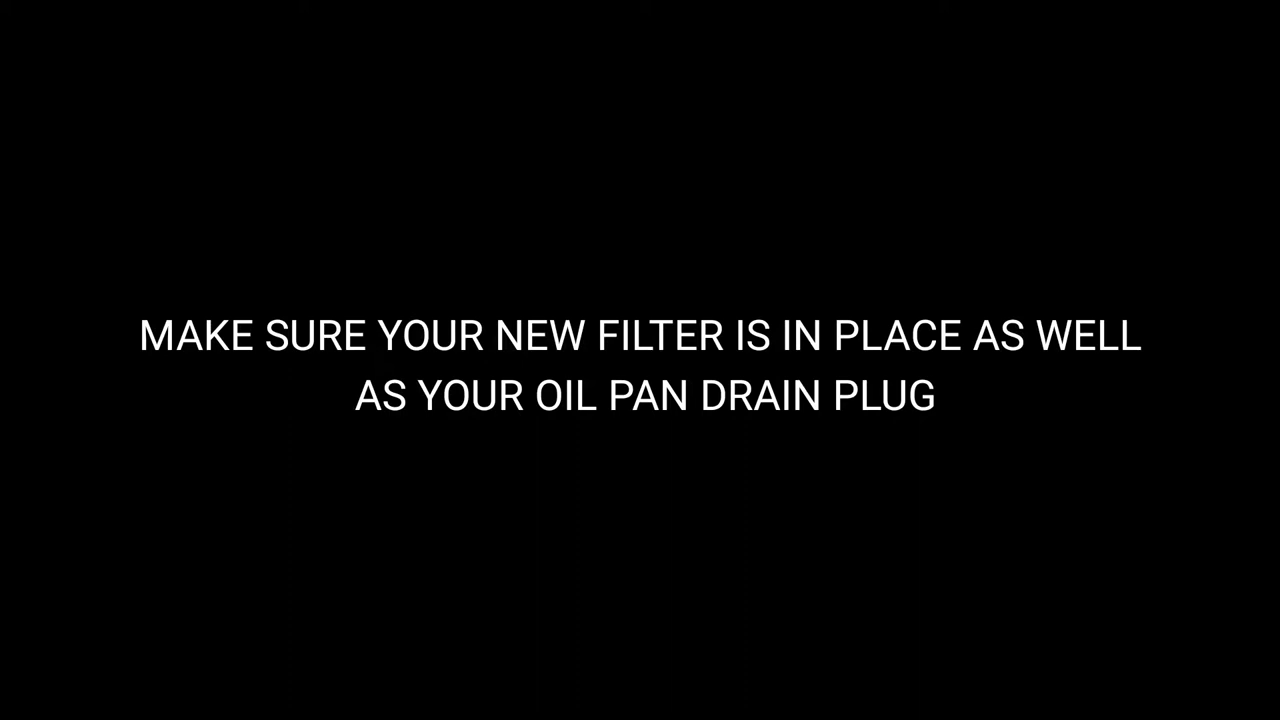 MAKE SURE YOUR NEW FILTER IS IN PLACE AS WELL
AS YOUR OIL PAN DRAIN PLUG